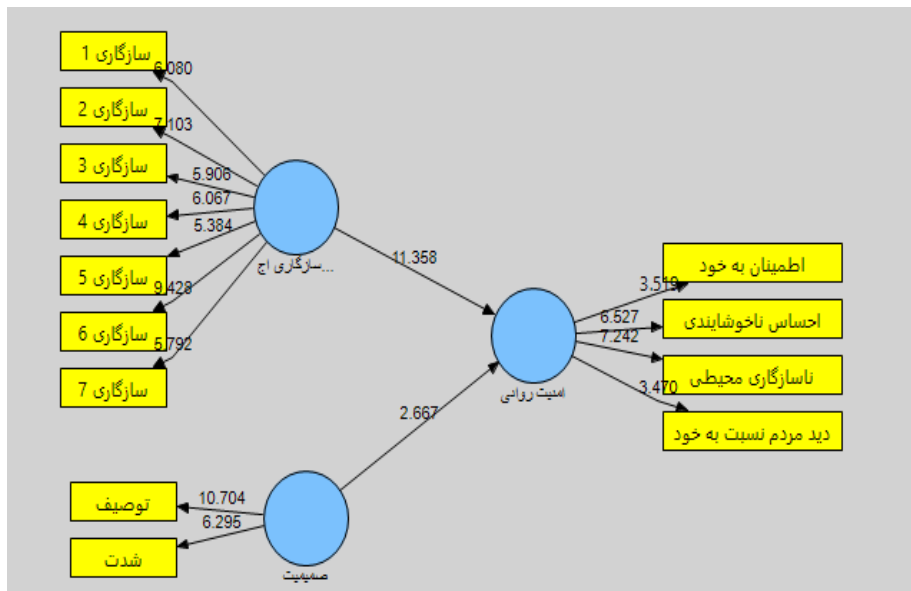 سازگاری 1
6.080
سازگاری 2
7.103
سازگاری 3
5.906
سازگاری 4
6.067
5.384
سازگاری 5
9.428
سازگاری 6
5.792
سازگاری 7
سازگاری اج...
11.358
اطمینان به خود
3.519
احساس ناخوشایندی
6.527
7.242
ناسازگاری محیطی
3.470
دید مردم نسبت به خود
امنیت روانی
2.667
توصیف
10.704
6.295
شدت
صمیمیت